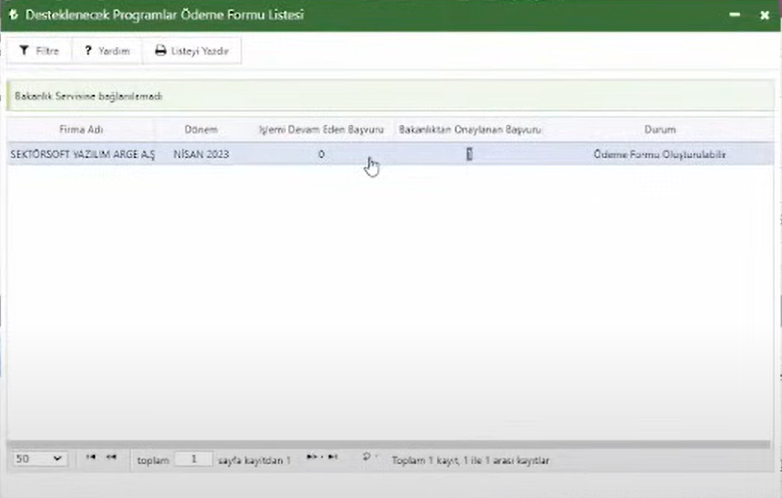 ₺ Desteklenecek Programlar Ödeme Formu Listesi
Filtre ? Yardım Listeyi Yazdır
Bakanlık Servisine bağlanılamadı
Firma Adı Dönem İşlemi Devam Eden Başvuru Bakanlıktan Onaylanan Başvuru Durum
SEKTÖRSOFT YAZILIM ARGE A.Ş NİSAN 2023 0 Ödeme Formu Oluşturulabilir
50 toplam 1 sayfa kayıtdan 1 Toplam 1 kayıt, 1 ile 1 arası kayıtlar